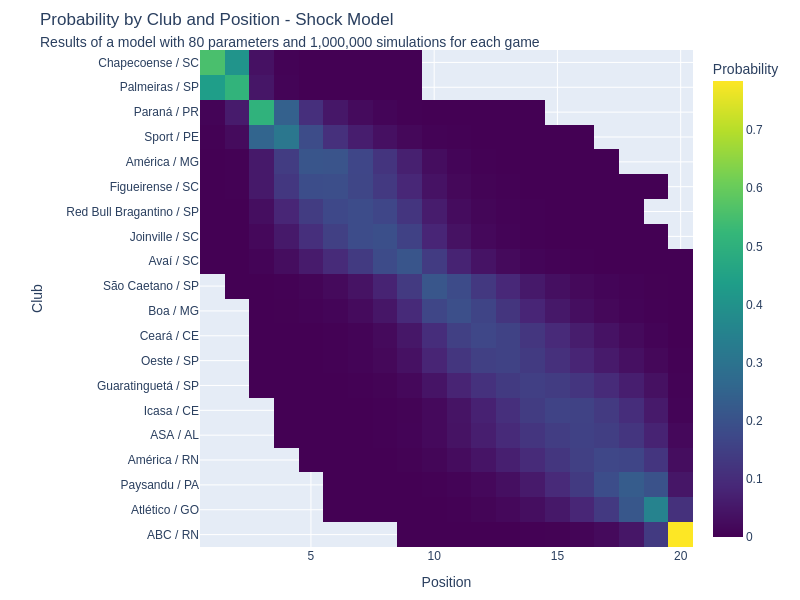 Probability by Club and Position - Shock Model
Results of a model with 80 parameters and 1,000,000 simulations for each game
Probability
Chapecoense / SC
Palmeiras / SP
Paraná / PR
Sport / PE
América / MG
Figueirense / SC
Red Bull Bragantino / SP
Joinville / SC
Avaí / SC
São Caetano / SP
Boa / MG
Ceará / CE
Oeste / SP
Guaratinguetá / SP
Icasa / CE
ASA / AL
América / RN
Paysandu / PA
Atlético / GO
ABC / RN
Club
5
10
15
20
Position
0.7
0.6
0.5
0.4
0.3
0.2
0.1
0